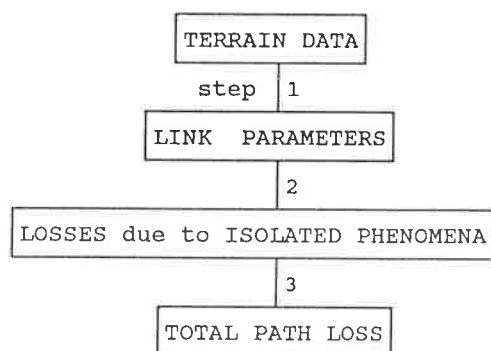 TERRAIN DATA
step 1
LINK PARAMETERS
2
LOSSES due to ISOLATED PHENOMENA
3
TOTAL PATH LOSS